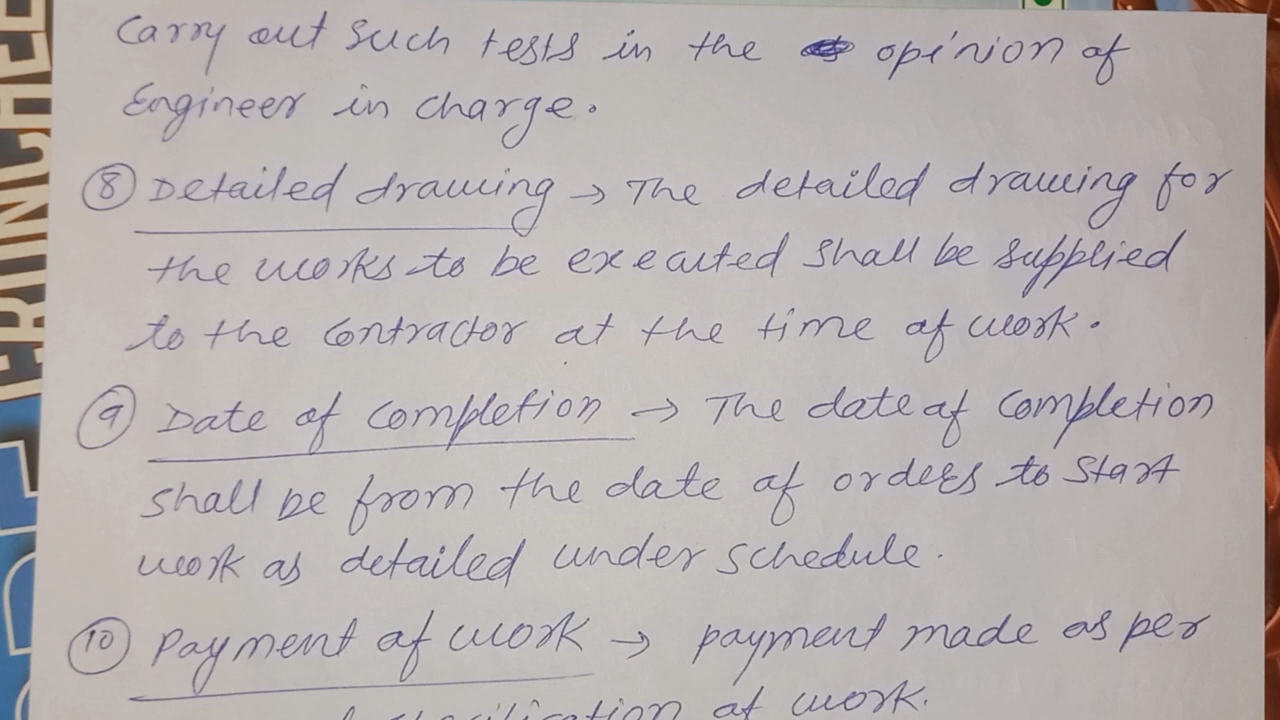 Carry out such tests in the opinion of
Engineer in charge.
⑧ Detailed drawing → The detailed drawing for
the works to be executed shall be supplied
to the contractor at the time of work.
⑨ Date of completion → The date of completion
shall be from the date of orders to start
work as detailed under schedule.
⑩ Payment of work → payment made as per
of work.
CRUNCHE